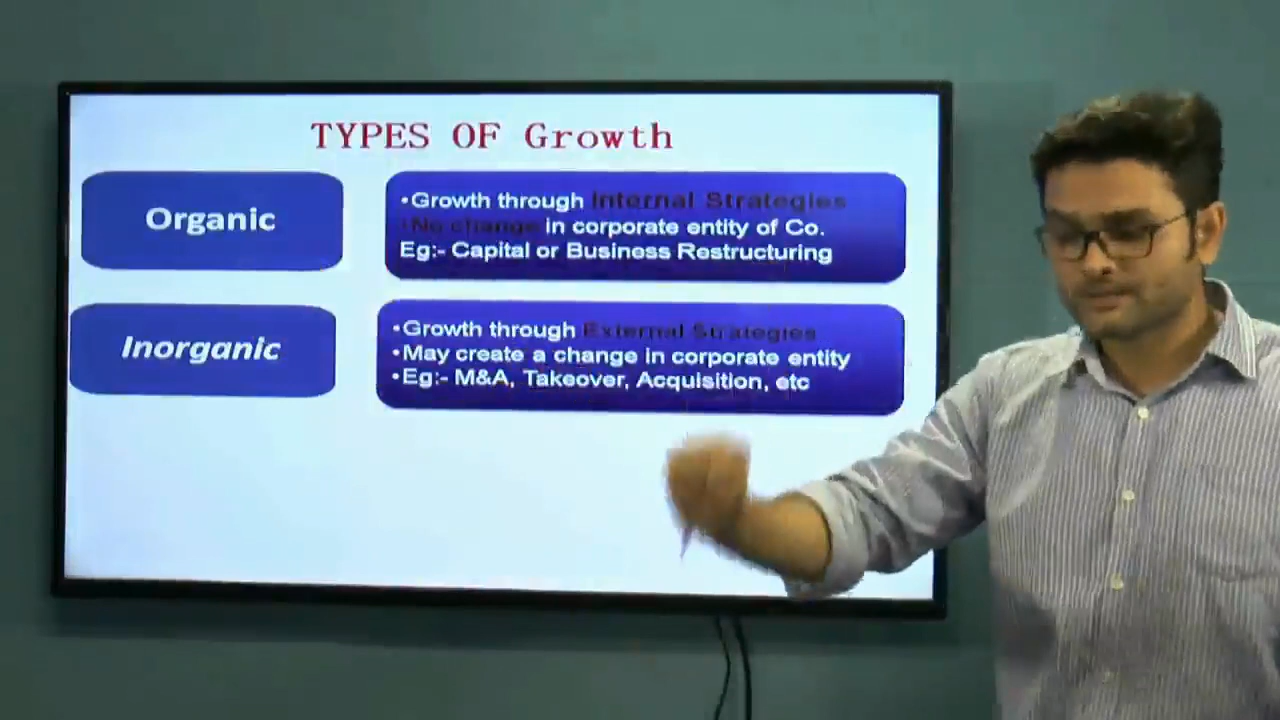 TYPES OF Growth
Organic
•Growth through Internal Strategies
•No change in corporate entity of Co.
Eg:- Capital or Business Restructuring
Inorganic
•Growth through External Strategies
•May create a change in corporate entity
•Eg:- M&A, Takeover, Acquisition, etc